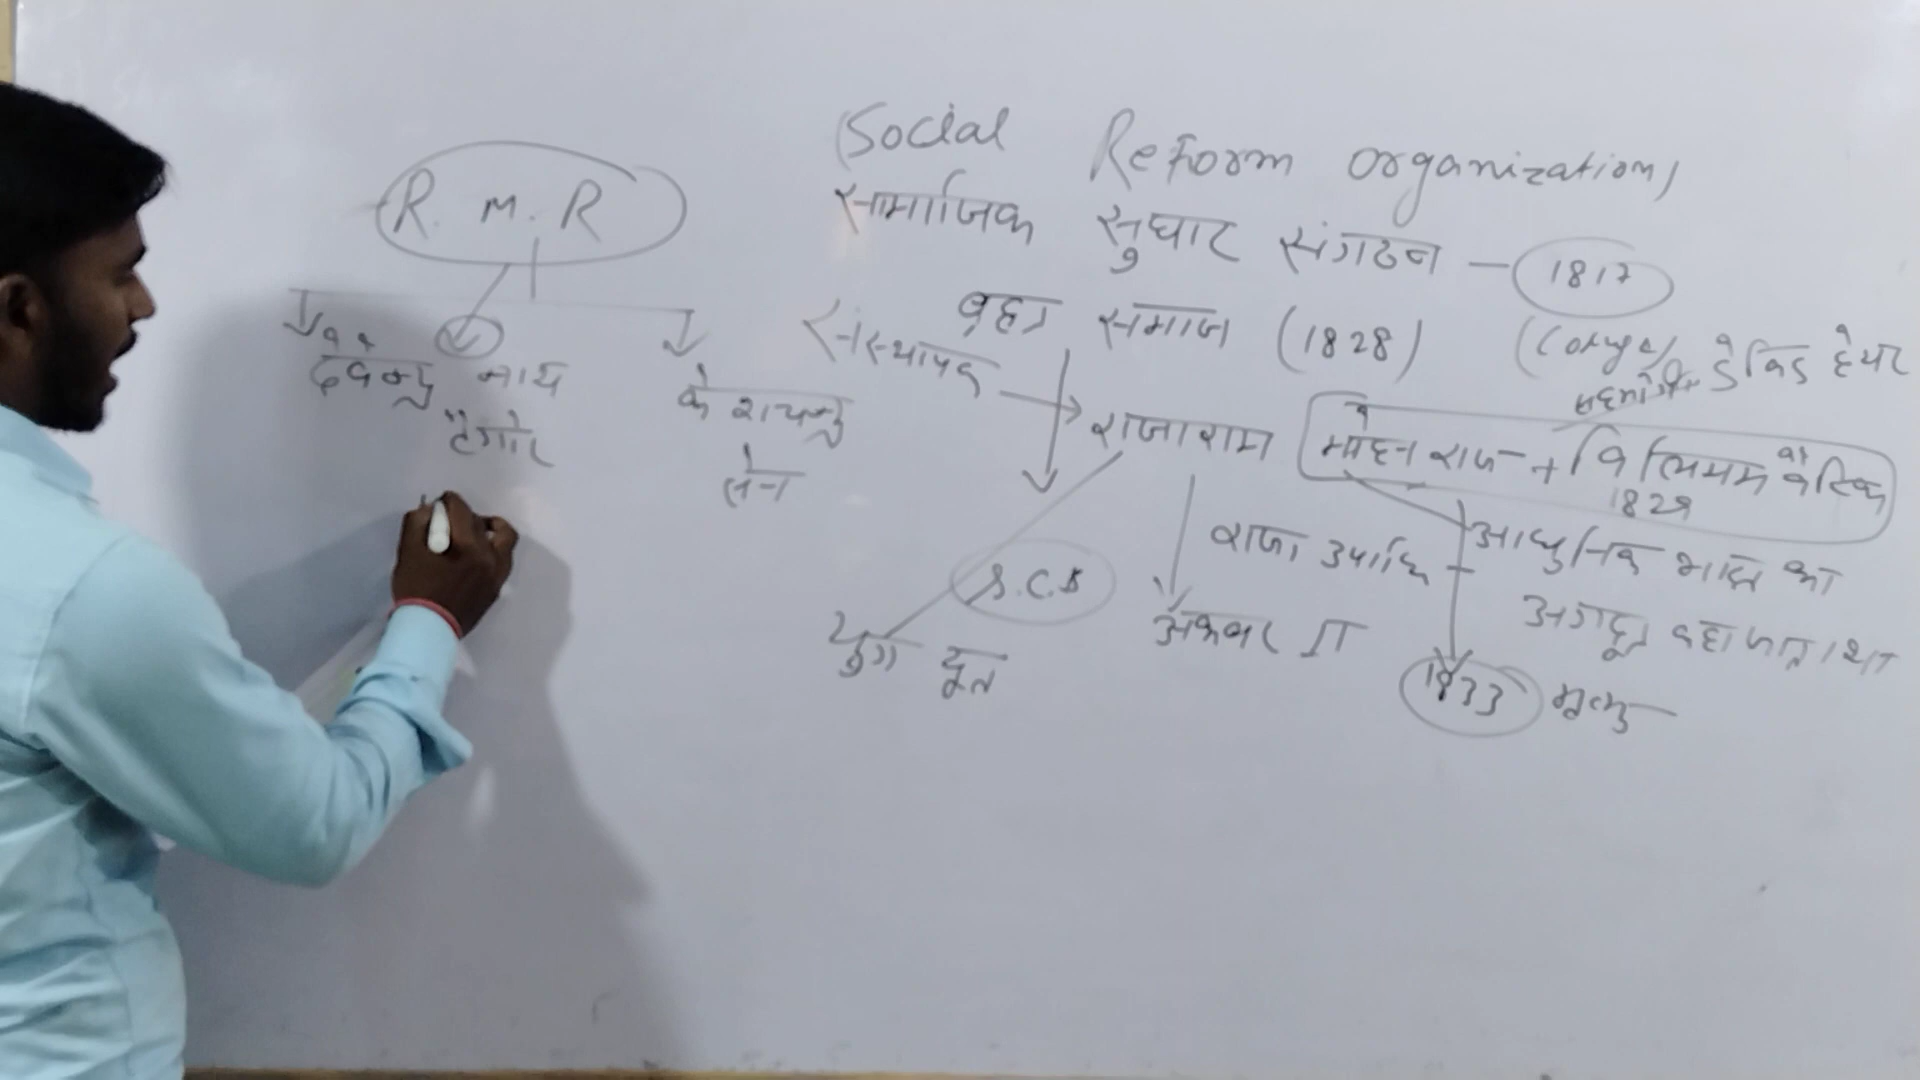 R. M. R
देवेन्द्र नाथ
टैगोर
केशवचन्द्र
सेन
(Social Reform Organization)
सामाजिक सुधार संगठन — 1817
ब्रह्म समाज (1828)
संस्थापक
डेविड हेयर
राजा राम मोहन राय + विलियम बैंटिक
1829
राजा उपाधि -
आधुनिक भारत का
अग्रदूत कहा जाता था
S.C.B
युग दूत
अकबर II
1833 मृत्यु